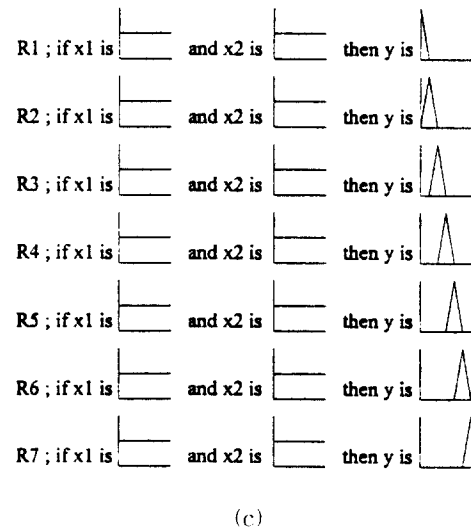 R1 ; if x1 is and x2 is then y is
R2 ; if x1 is and x2 is then y is
R3 ; if x1 is and x2 is then y is
R4 ; if x1 is and x2 is then y is
R5 ; if x1 is and x2 is then y is
R6 ; if x1 is and x2 is then y is
R7 ; if x1 is and x2 is then y is
(c)